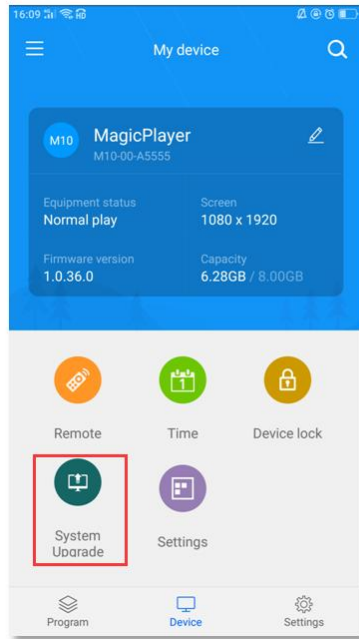 16:09
My device
M10
MagicPlayer
M10-00-A5555
Equipment status
Screen
Normal play
1080 x 1920
Firmware version
Capacity
1.0.36.0
6.28GB / 8.00GB
1
Remote
Time
Device lock
System
Upgrade
Settings
Program
Device
Settings